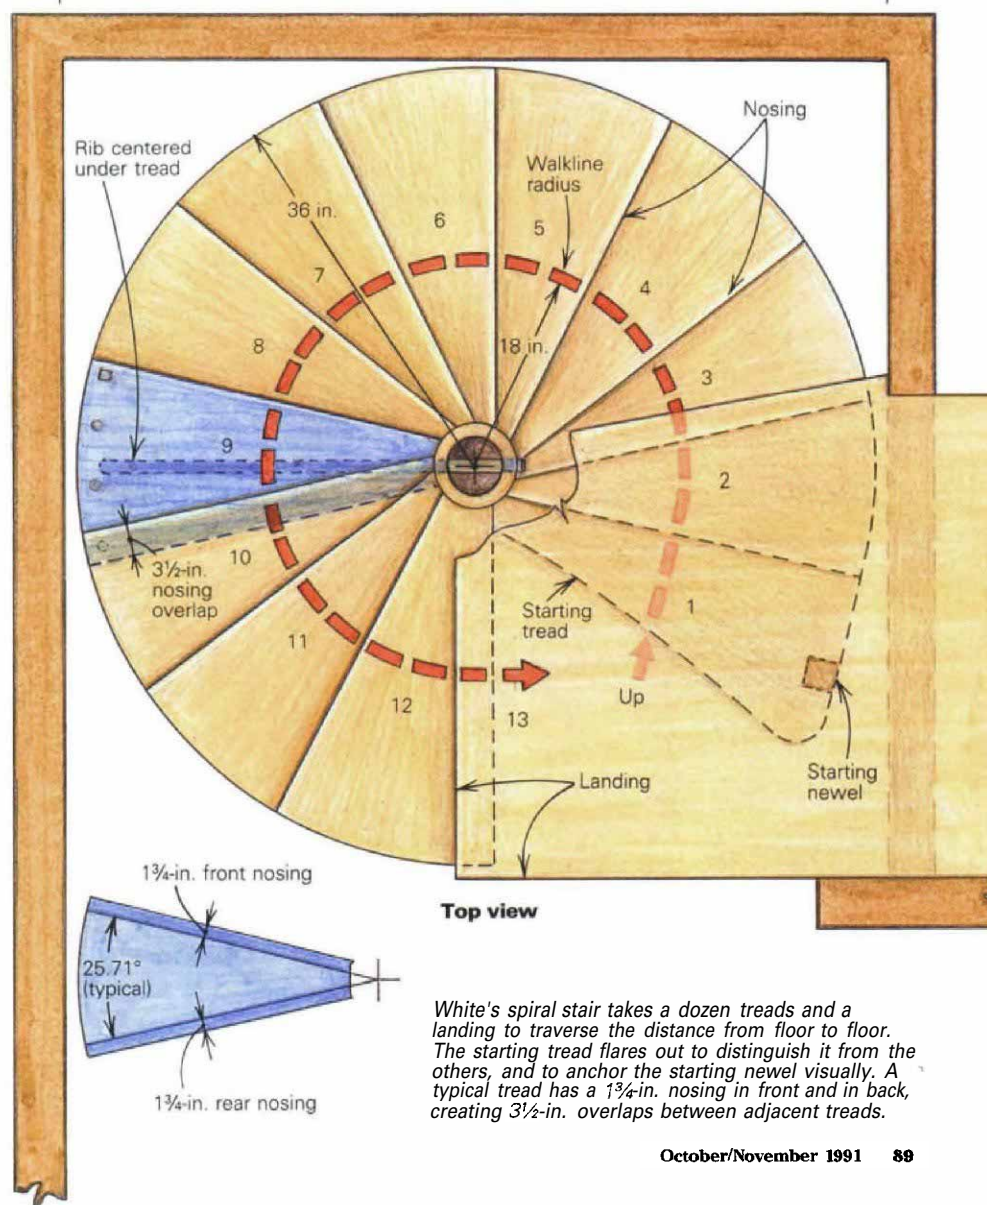 Nosing
Rib centered
under tread
Walkline
radius
36 in.
6
5
7
4
18 in.
8
3
9
2
10
3½-in.
nosing
overlap
1
Starting
tread
11
Up
12
13
Landing
Starting
newel
1¾-in. front nosing
Top view
25.71°
(typical)
1¾-in. rear nosing
White's spiral stair takes a dozen treads and a
landing to traverse the distance from floor to floor.
The starting tread flares out to distinguish it from the
others, and to anchor the starting newel visually. A
typical tread has a 1¾-in. nosing in front and in back,
creating 3½-in. overlaps between adjacent treads.
October/November 1991 89